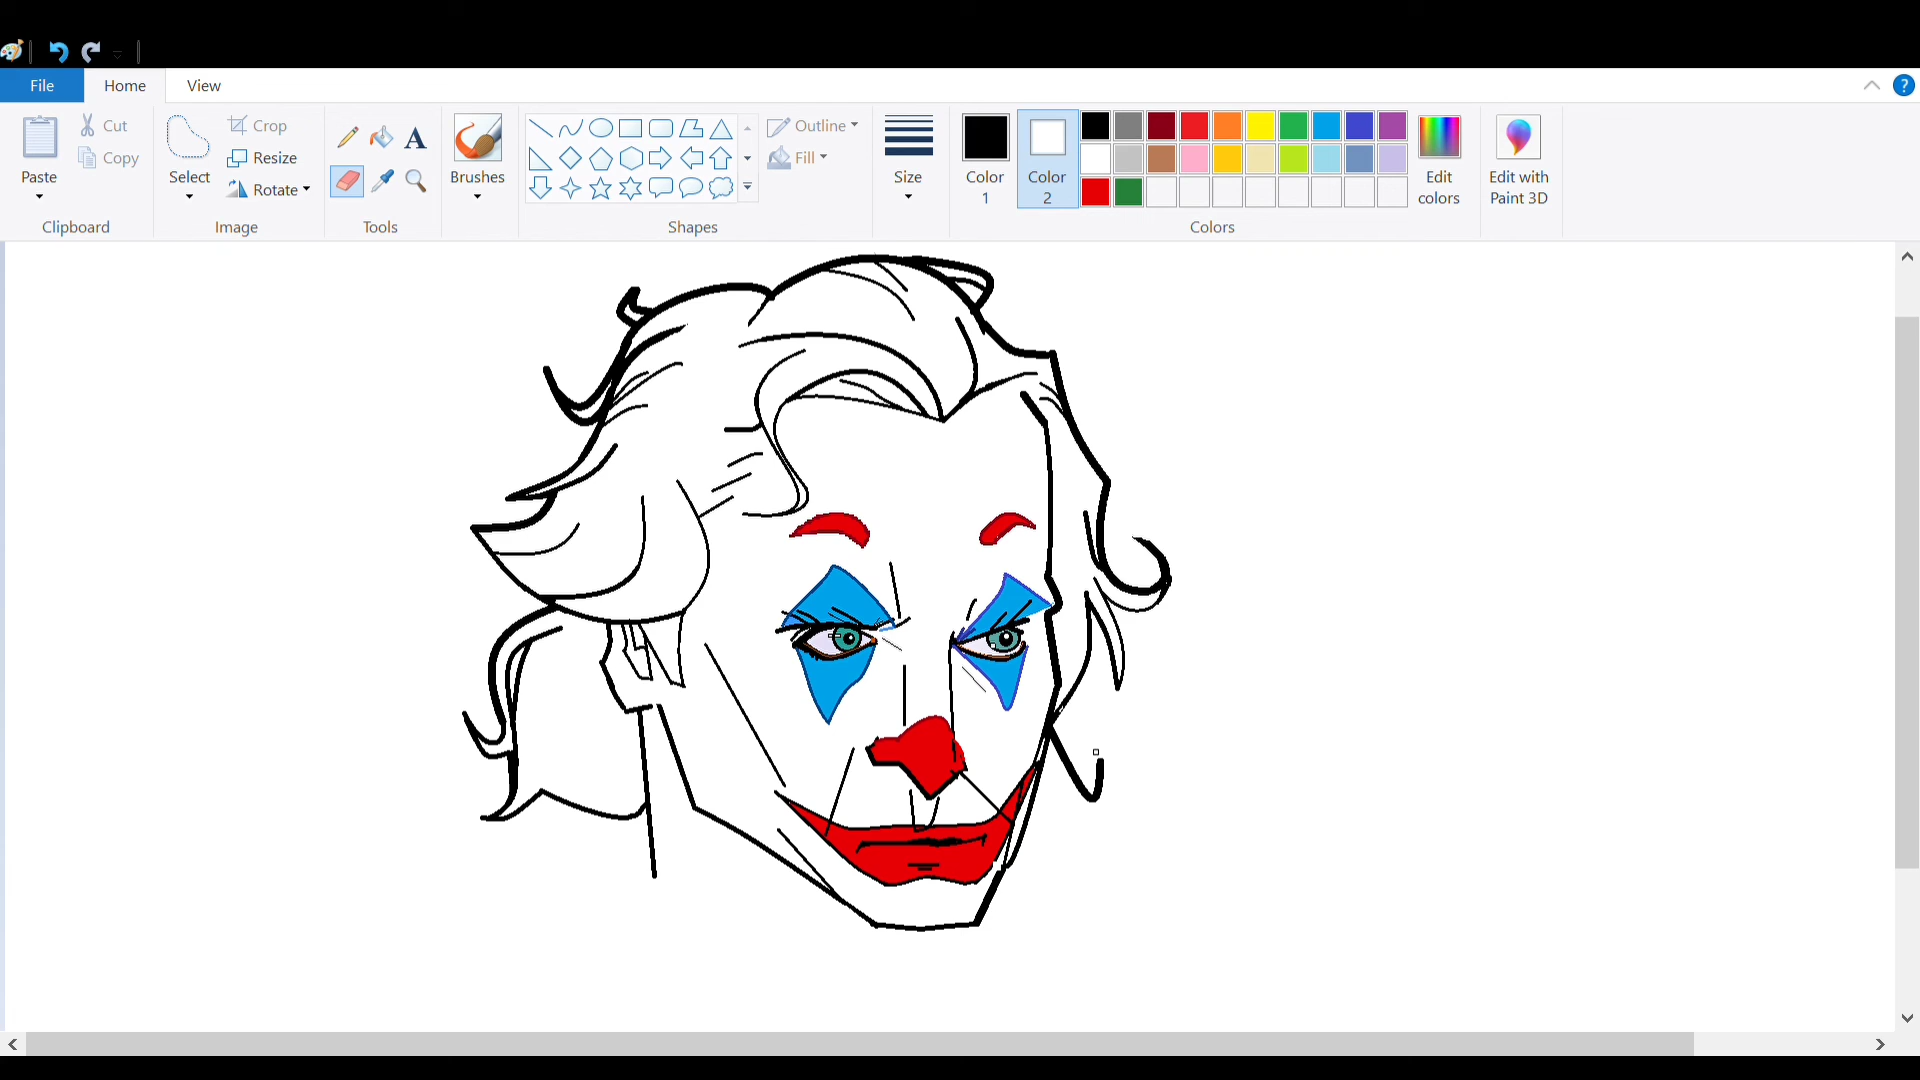 File Home View ?
Cut Crop Outline
Copy Resize Fill
Paste Select Rotate A Brushes Size Color 1 Color 2 Edit colors Edit with Paint 3D
Clipboard Image Tools Shapes Colors